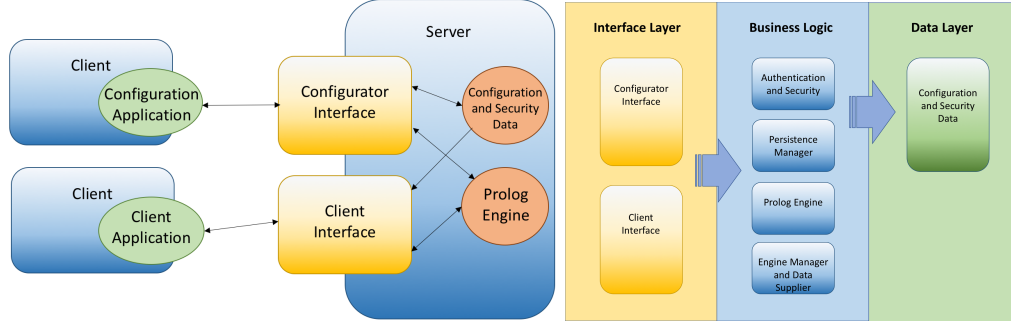 Client
Configuration
Application
Client
Client
Application
Configurator
Interface
Client
Interface
Server
Configuration
and Security
Data
Prolog
Engine
Interface Layer
Configurator
Interface
Client
Interface
Business Logic
Authentication
and Security
Persistence
Manager
Prolog Engine
Engine Manager
and Data
Supplier
Data Layer
Configuration
and Security
Data